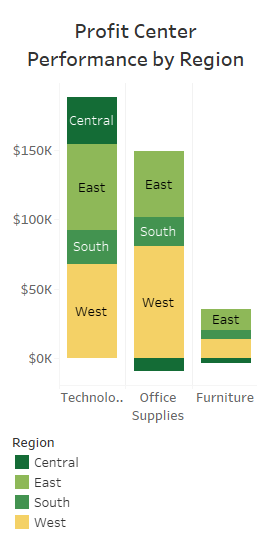 Profit Center
Performance by Region
Central
East
South
West
East
South
West
East
$150K
$100K
$50K
$0K
Technolo..
Office
Supplies
Furniture
Region
Central
East
South
West